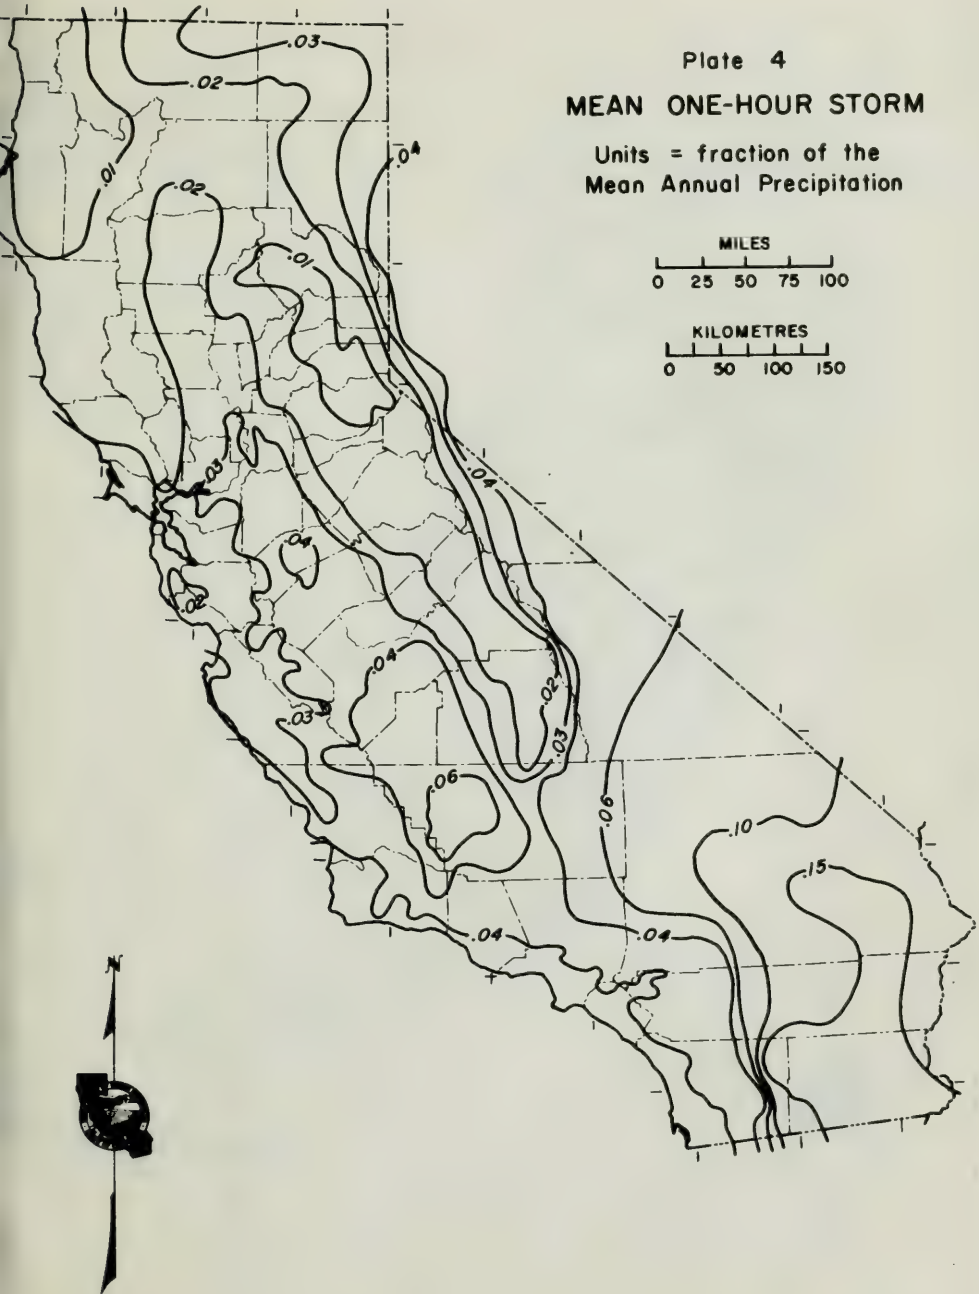 Plate 4
MEAN ONE-HOUR STORM
Units = fraction of the
Mean Annual Precipitation
MILES
0 25 50 75 100
KILOMETRES
0 50 100 150
.03
.02
.04
.01
.02
.01
.03
.04
.04
.02
.04
.02
.03
.03
.06
.06
.10
.15
.04
.04
N